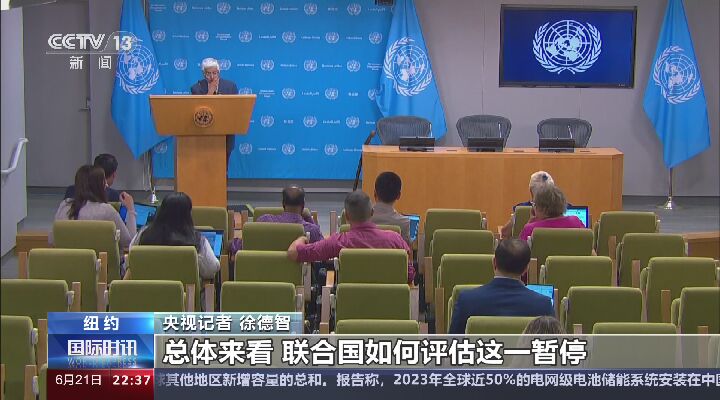 CCTV 13
新闻
纽约
央视记者 徐德智
国际时讯
总体来看 联合国如何评估这一暂停
6月21日 22:37
球其他地区新增容量的总和。报告称，2023年全球近50%的电网级电池储能系统安装在中国